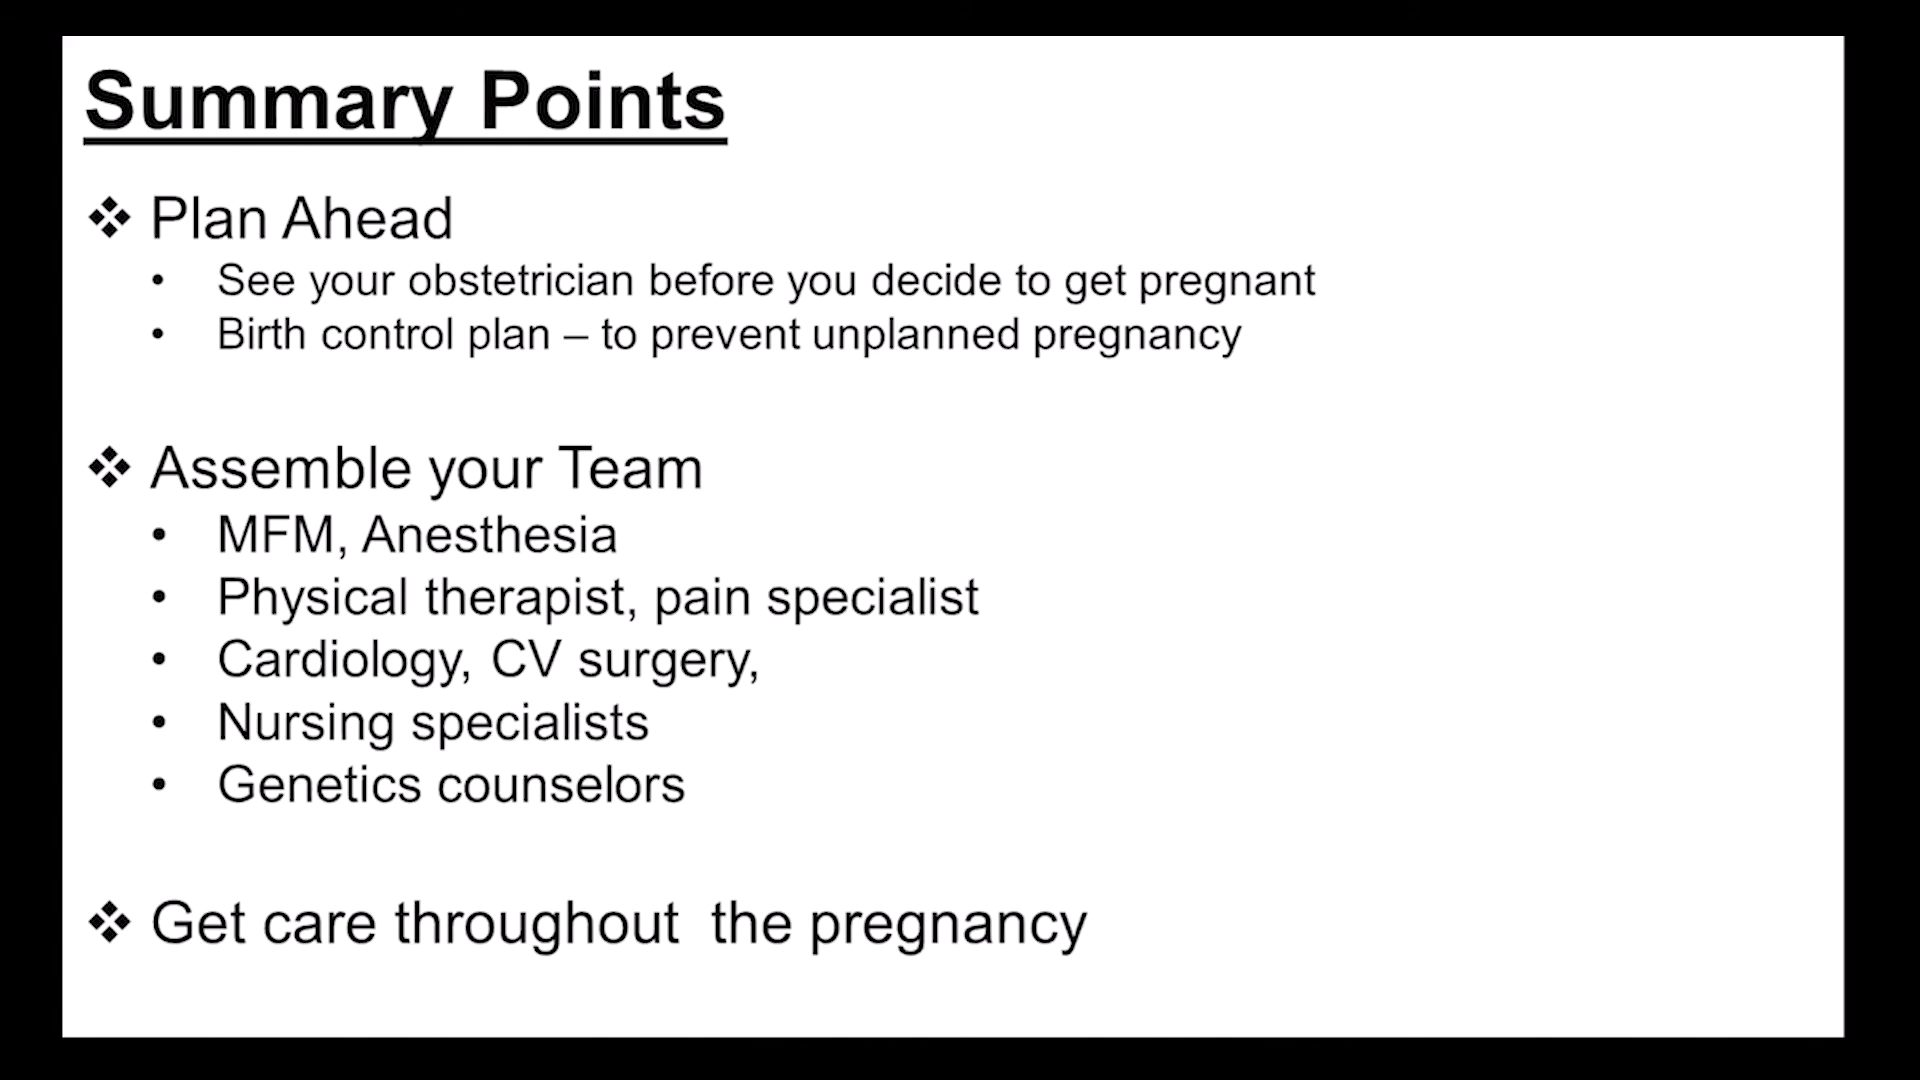 Summary Points
❖ Plan Ahead
• See your obstetrician before you decide to get pregnant
• Birth control plan – to prevent unplanned pregnancy
❖ Assemble your Team
• MFM, Anesthesia
• Physical therapist, pain specialist
• Cardiology, CV surgery,
• Nursing specialists
• Genetics counselors
❖ Get care throughout  the pregnancy